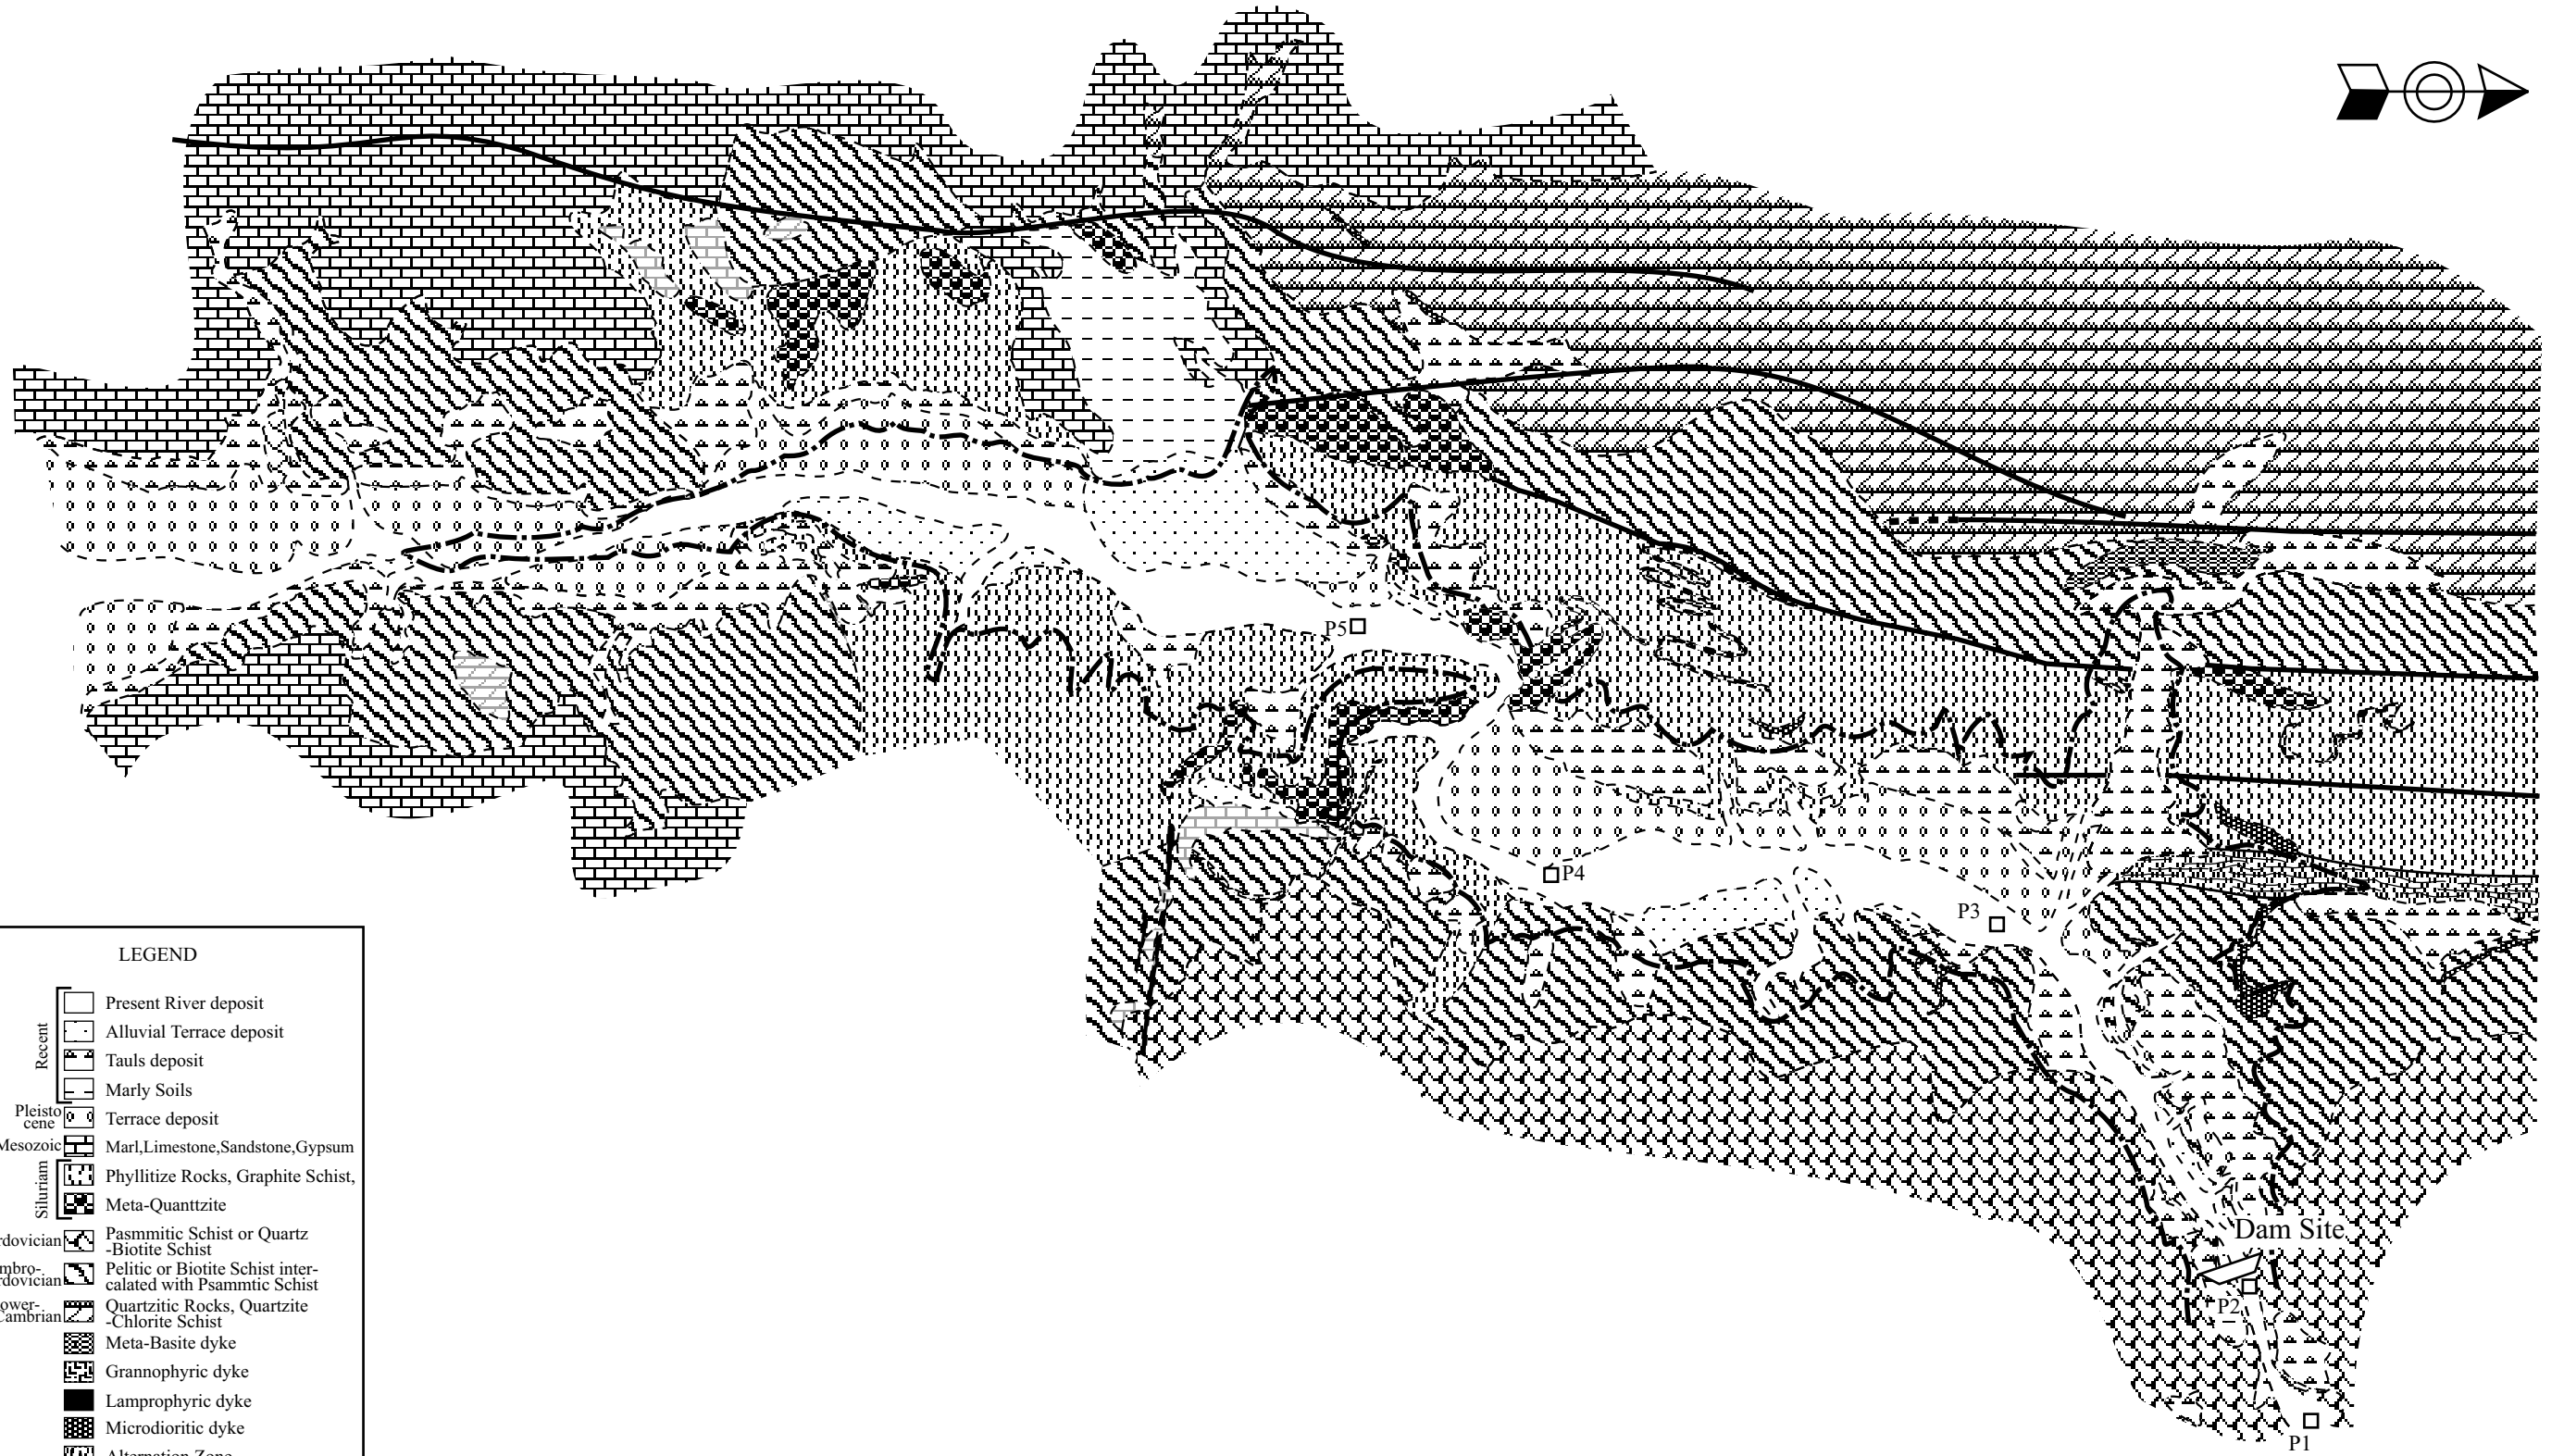 P5
P4
P3
Dam Site
P2
P1
LEGEND
Recent
Present River deposit
Alluvial Terrace deposit
Tauls deposit
Marly Soils
Pleisto
cene
Terrace deposit
Mesozoic
Marl,Limestone,Sandstone,Gypsum
Siluriam
Phyllitize Rocks, Graphite Schist,
Meta-Quanttzite
rdovician
Pasmmitic Schist or Quartz
-Biotite Schist
mbro-
rdovician
Pelitic or Biotite Schist inter-
calated with Psammtic Schist
ower-
Cambrian
Quartzitic Rocks, Quartzite
-Chlorite Schist
Meta-Basite dyke
Grannophyric dyke
Lamprophyric dyke
Microdioritic dyke
Alternation Zone